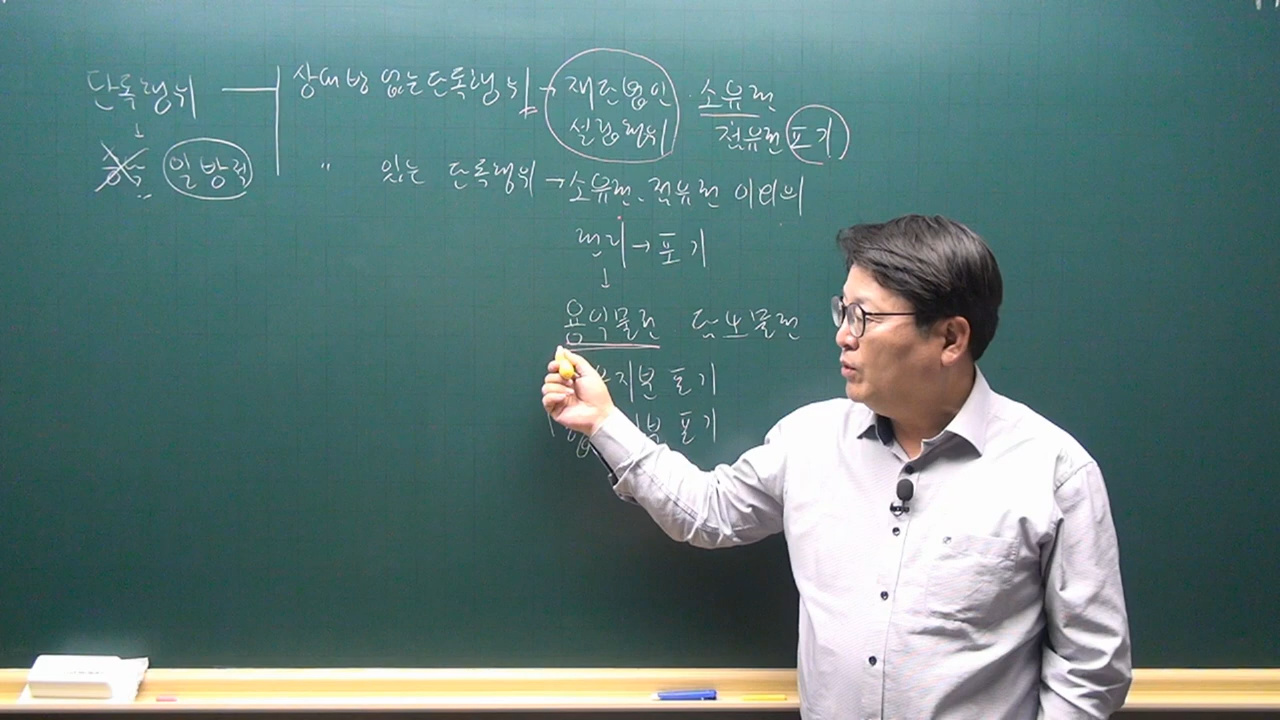 단독행위
상대방 없는 단독행위 → 재단법인 · 소유권
설립행위 점유권 포기
↓
일방적
〃 있는 단독행위 → 소유권, 점유권 이외의
권리 → 포기
↓
용익물권 · 담보물권
유지분 포기
포기